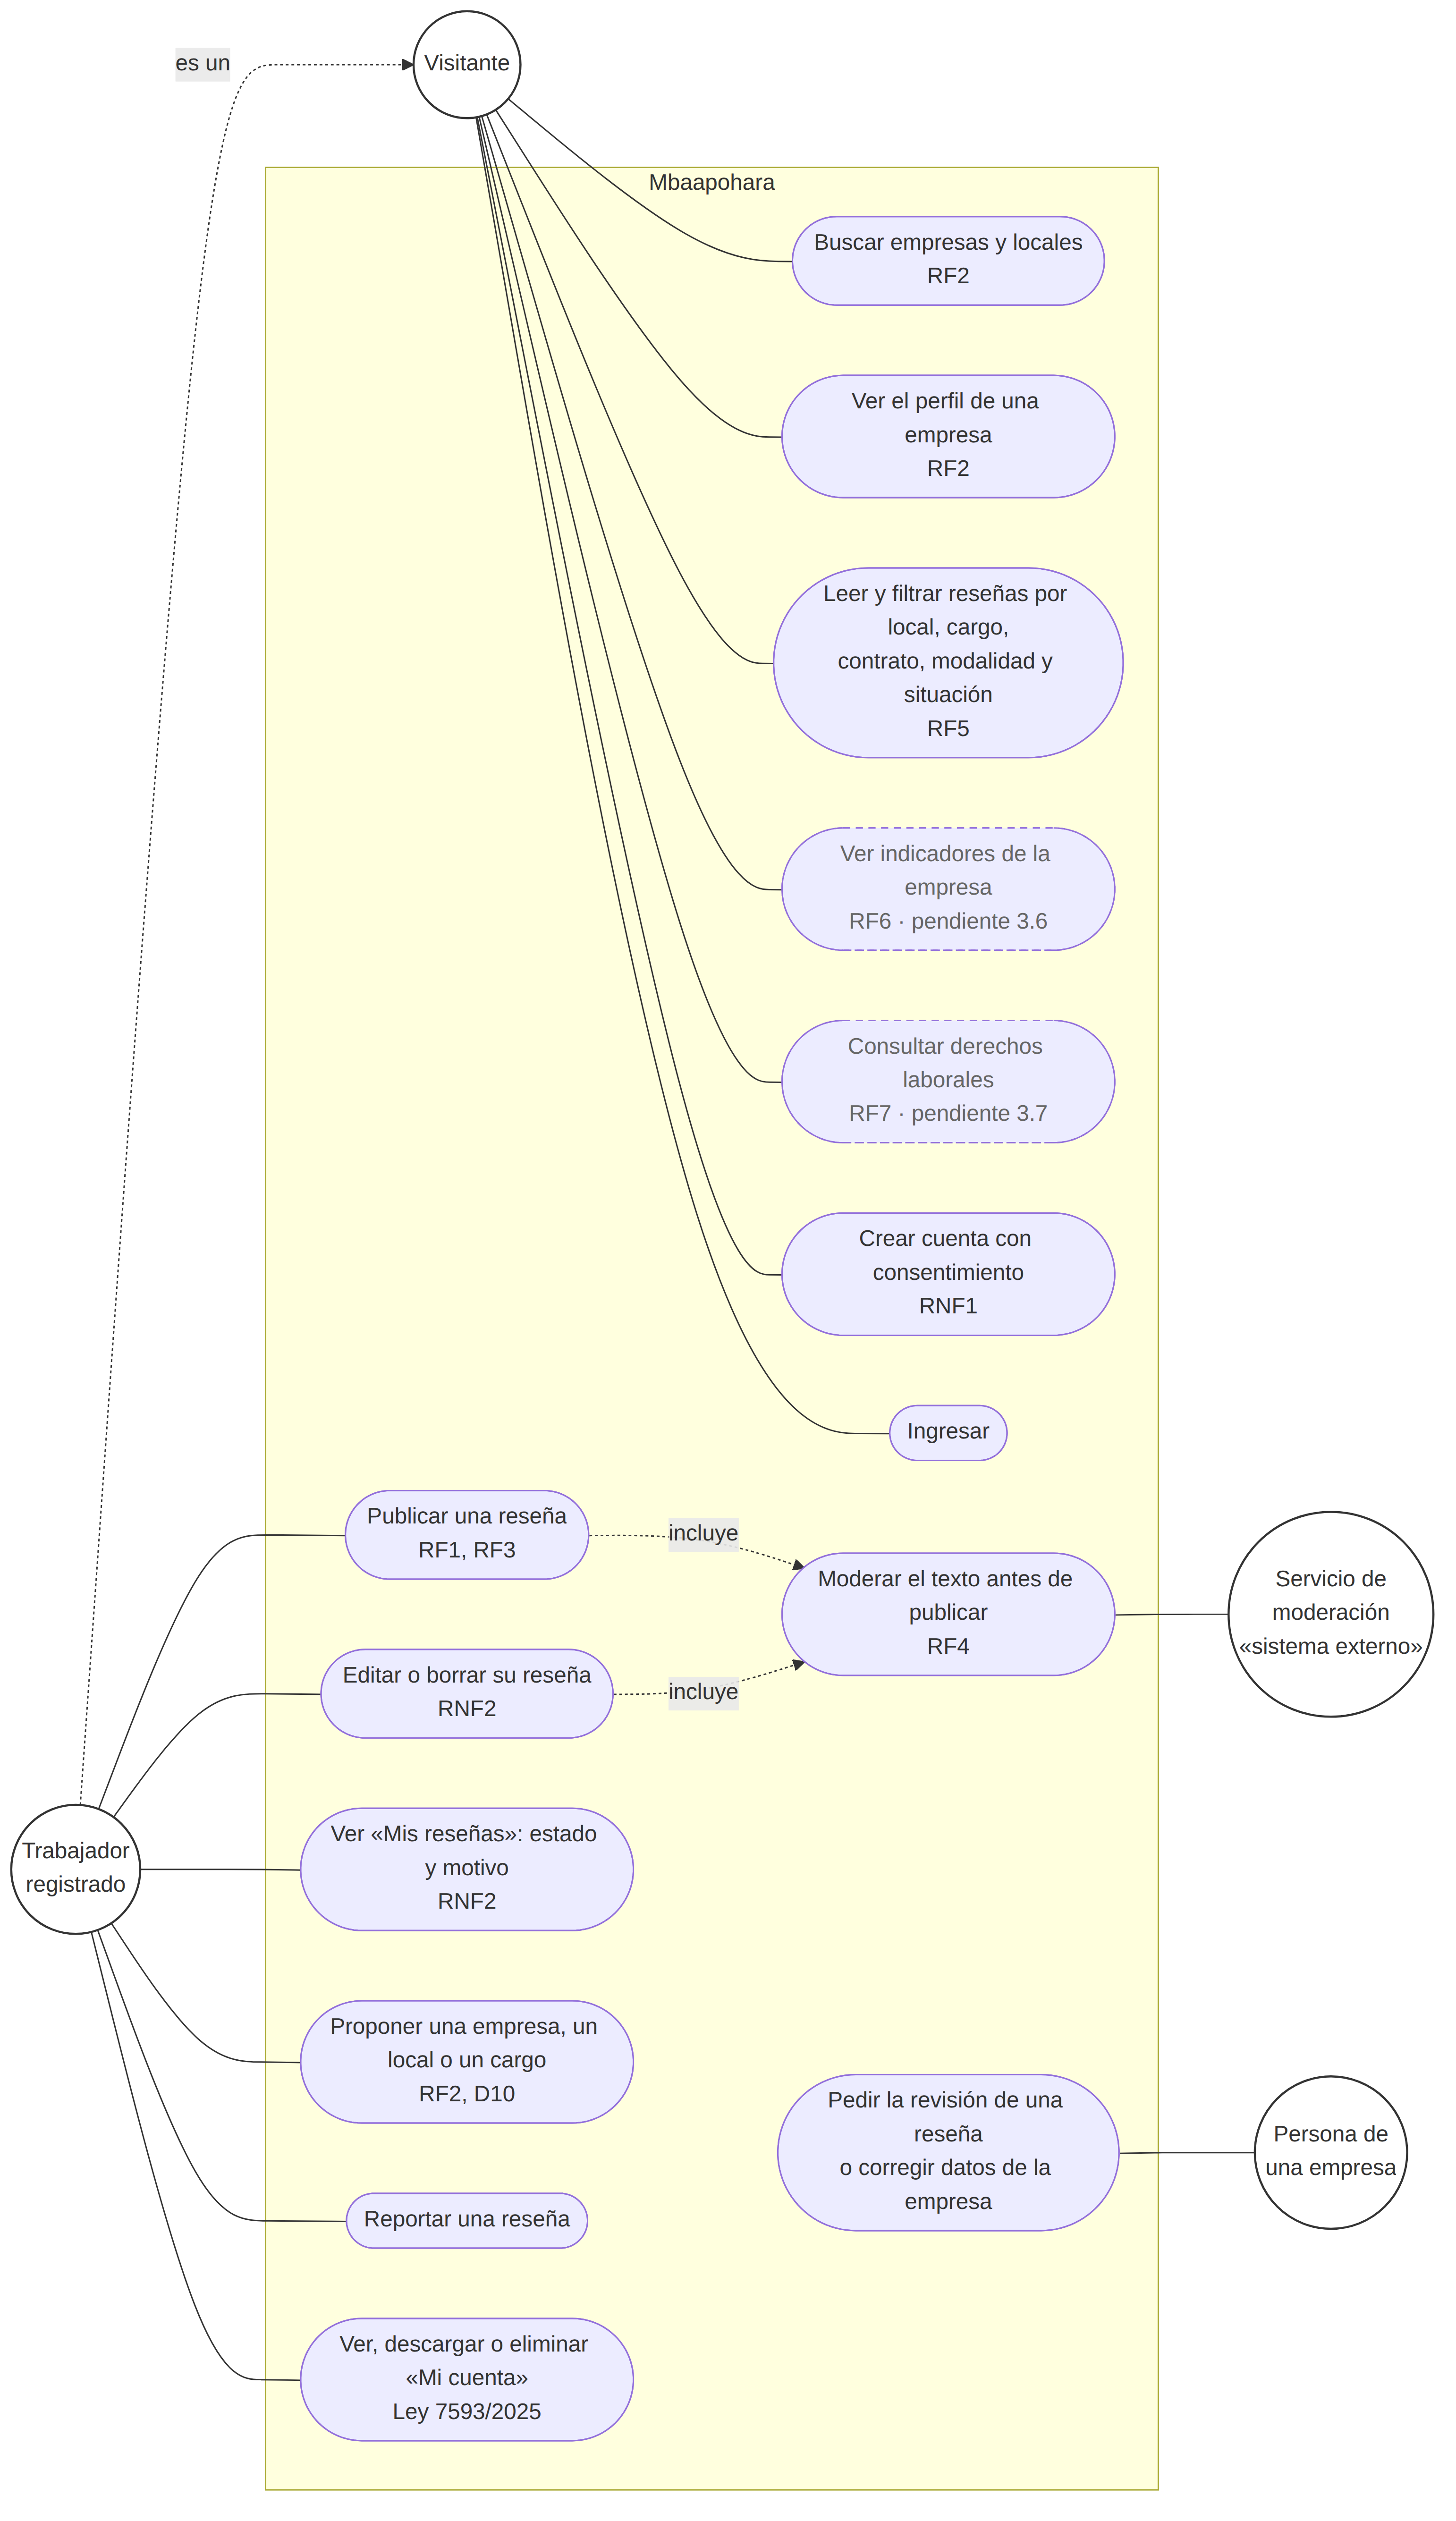 es un
Visitante
Mbaapohara
Buscar empresas y locales
RF2
Ver el perfil de una
empresa
RF2
Leer y filtrar reseñas por
local, cargo,
contrato, modalidad y
situación
RF5
Ver indicadores de la
empresa
RF6 · pendiente 3.6
Consultar derechos
laborales
RF7 · pendiente 3.7
Crear cuenta con
consentimiento
RNF1
Ingresar
Publicar una reseña
RF1, RF3
incluye
Moderar el texto antes de
publicar
RF4
Servicio de
moderación
«sistema externo»
Editar o borrar su reseña
RNF2
incluye
Trabajador
registrado
Ver «Mis reseñas»: estado
y motivo
RNF2
Proponer una empresa, un
local o un cargo
RF2, D10
Pedir la revisión de una
reseña
o corregir datos de la
empresa
Persona de
una empresa
Reportar una reseña
Ver, descargar o eliminar
«Mi cuenta»
Ley 7593/2025